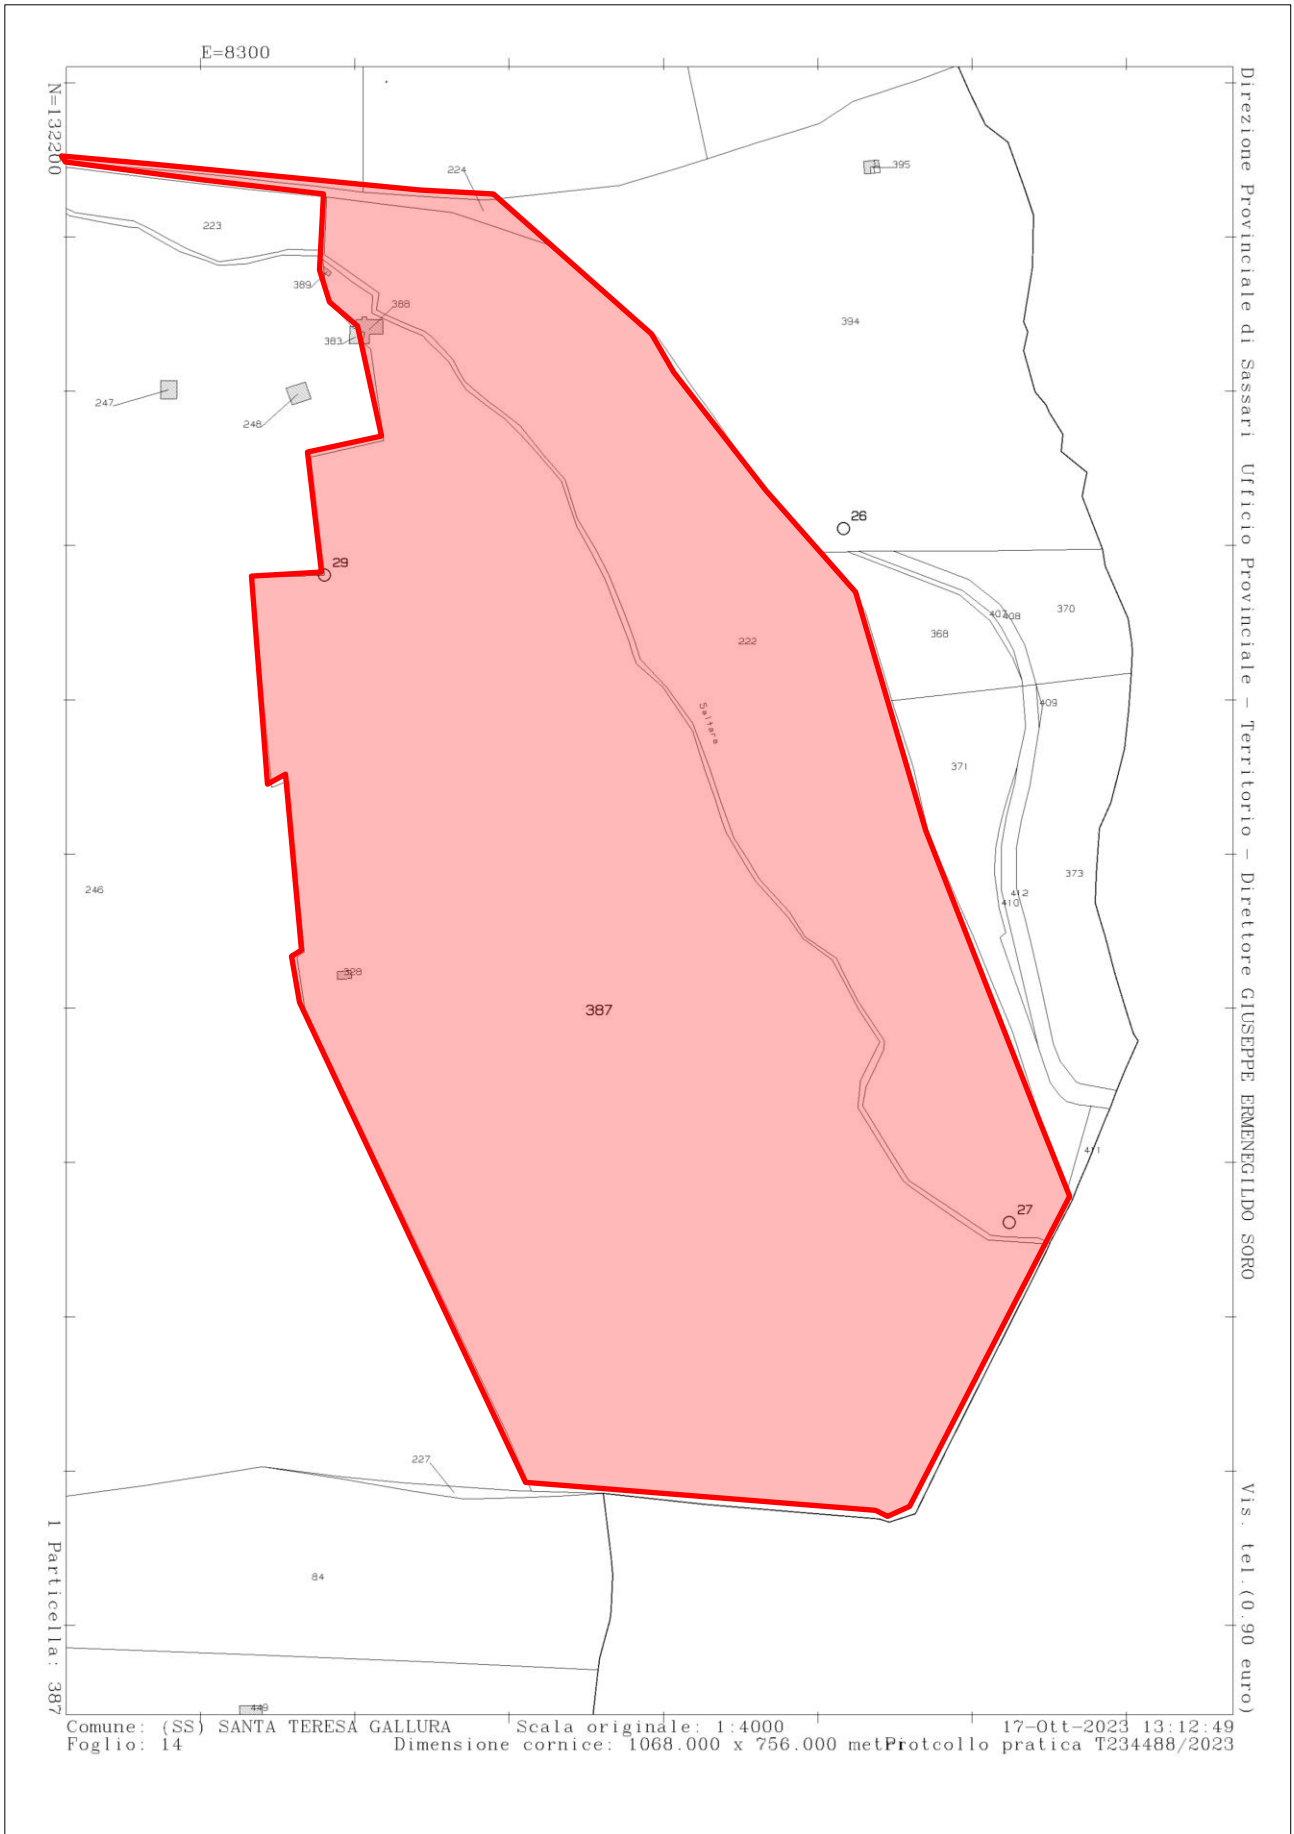 E=8300
N=132200
Direzione Provinciale di Sassari Ufficio Provinciale - Territorio - Direttore GIUSEPPE ERMENEGILDO SORO
Vis. tel.(0.90 euro)
224
395
223
389
388
383
394
247
248
26
29
407
408
370
368
222
Saltara
409
371
373
246
412
410
328
387
411
27
227
84
449
1 Particella: 387
Comune: (SS) SANTA TERESA GALLURA
Scala originale: 1:4000
17-Ott-2023 13:12:49
Foglio: 14
Dimensione cornice: 1068.000 x 756.000 metri
Protcollo pratica T234488/2023